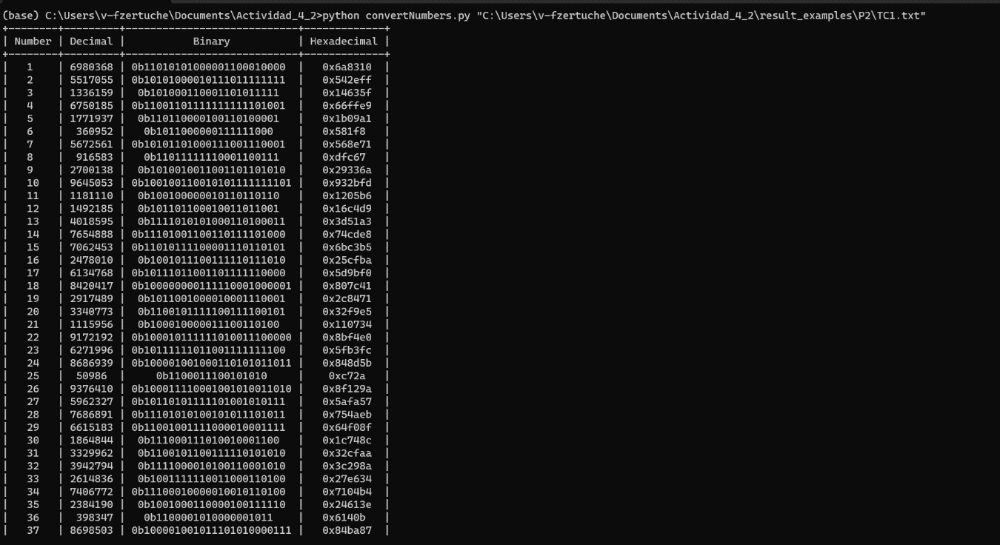 (base) C:\Users\v-fzertuche\Documents\Actividad_4_2>python convertNumbers.py "C:\Users\v-fzertuche\Documents\Actividad_4_2\result_examples\P2\TC1.txt"
+--------+---------+----------------------------+-------------+
| Number | Decimal | Binary | Hexadecimal |
+--------+---------+----------------------------+-------------+
| 1 | 6980368 | 0b11010101000001100010000 | 0x6a8310 |
| 2 | 5517055 | 0b10101000010111011111111 | 0x542eff |
| 3 | 1336159 | 0b101000110001101011111 | 0x14635f |
| 4 | 6750185 | 0b11001101111111111101001 | 0x66ffe9 |
| 5 | 1771937 | 0b110110000100110100001 | 0x1b09a1 |
| 6 | 360952 | 0b1011000000111111000 | 0x581f8 |
| 7 | 5672561 | 0b10101101000111001110001 | 0x568e71 |
| 8 | 916583 | 0b11011111110001100111 | 0xdfc67 |
| 9 | 2700138 | 0b1010010011001101101010 | 0x29336a |
| 10 | 9645053 | 0b100100110010101111111101 | 0x932bfd |
| 11 | 1181110 | 0b100100000010110110110 | 0x1205b6 |
| 12 | 1492185 | 0b101101100010011011001 | 0x16c4d9 |
| 13 | 4018595 | 0b1111010101000110100011 | 0x3d51a3 |
| 14 | 7654888 | 0b11101001100110111101000 | 0x74cde8 |
| 15 | 7062453 | 0b11010111100001110110101 | 0x6bc3b5 |
| 16 | 2478010 | 0b1001011100111110111010 | 0x25cfba |
| 17 | 6134768 | 0b10111011001101111110000 | 0x5d9bf0 |
| 18 | 8420417 | 0b100000000111110001000001 | 0x807c41 |
| 19 | 2917489 | 0b1011001000010001110001 | 0x2c8471 |
| 20 | 3340773 | 0b1100101111100111100101 | 0x32f9e5 |
| 21 | 1115956 | 0b100010000011100110100 | 0x110734 |
| 22 | 9172192 | 0b100010111111010011100000 | 0x8bf4e0 |
| 23 | 6271996 | 0b10111111011001111111100 | 0x5fb3fc |
| 24 | 8686939 | 0b100001001000110101011011 | 0x848d5b |
| 25 | 50986 | 0b1100011100101010 | 0xc72a |
| 26 | 9376410 | 0b100011110001001010011010 | 0x8f129a |
| 27 | 5962327 | 0b10110101111101001010111 | 0x5afa57 |
| 28 | 7686891 | 0b11101010100101011101011 | 0x754aeb |
| 29 | 6615183 | 0b11001001111000010001111 | 0x64f08f |
| 30 | 1864844 | 0b111000111010010001100 | 0x1c748c |
| 31 | 3329962 | 0b1100101100111110101010 | 0x32cfaa |
| 32 | 3942794 | 0b1111000010100110001010 | 0x3c298a |
| 33 | 2614836 | 0b1001111110011000110100 | 0x27e634 |
| 34 | 7406772 | 0b11100010000010010110100 | 0x7104b4 |
| 35 | 2384190 | 0b1001000110000100111110 | 0x24613e |
| 36 | 398347 | 0b1100001010000001011 | 0x6140b |
| 37 | 8698503 | 0b100001001011101010000111 | 0x84ba87 |